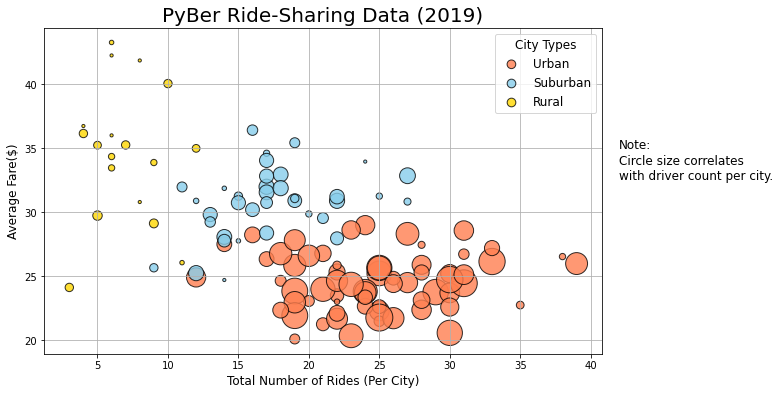 PyBer Ride-Sharing Data (2019)
City Types
Urban
Suburban
Rural
40
35
30
25
20
Average Fare($)
5 10 15 20 25 30 35 40
Total Number of Rides (Per City)
Note:
Circle size correlates
with driver count per city.